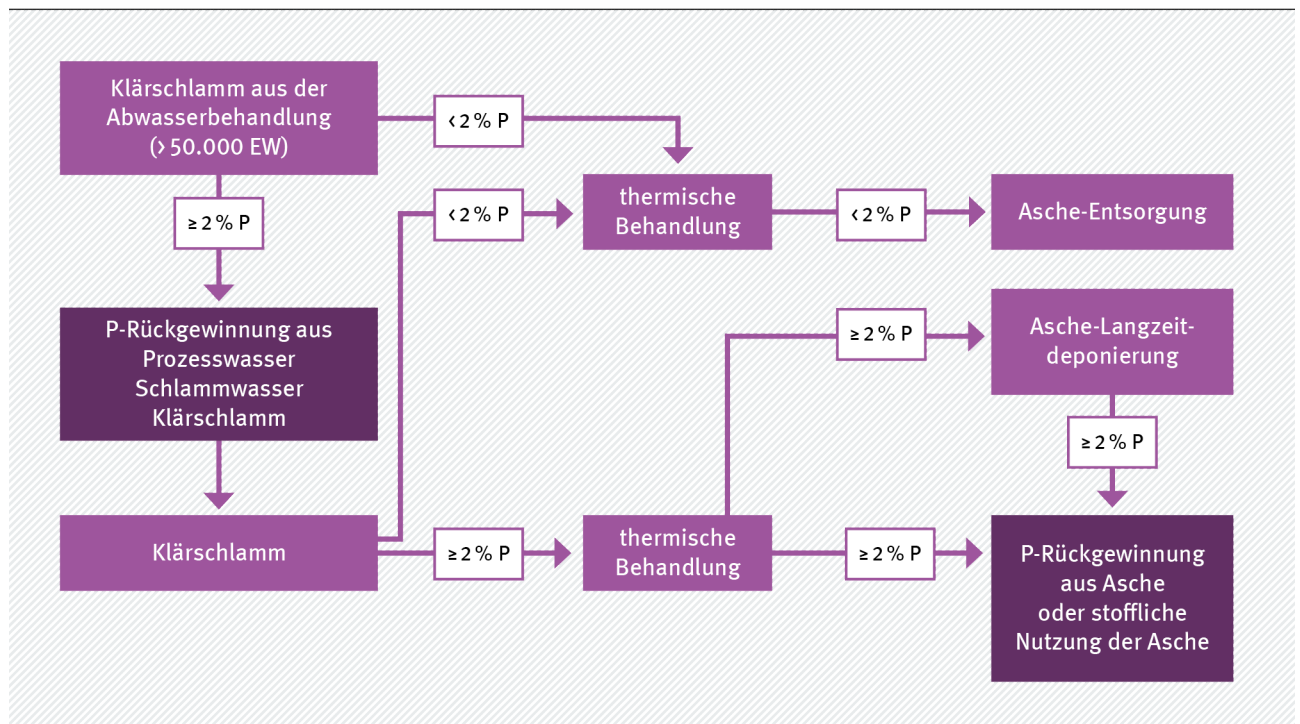 Klärschlamm aus der
Abwasserbehandlung
(> 50.000 EW)
< 2 % P
≥ 2 % P
< 2 % P
thermische
Behandlung
< 2 % P
Asche-Entsorgung
P-Rückgewinnung aus
Prozesswasser
Schlammwasser
Klärschlamm
≥ 2 % P
Asche-Langzeit-
deponierung
≥ 2 % P
Klärschlamm
≥ 2 % P
thermische
Behandlung
≥ 2 % P
P-Rückgewinnung
aus Asche
oder stoffliche
Nutzung der Asche